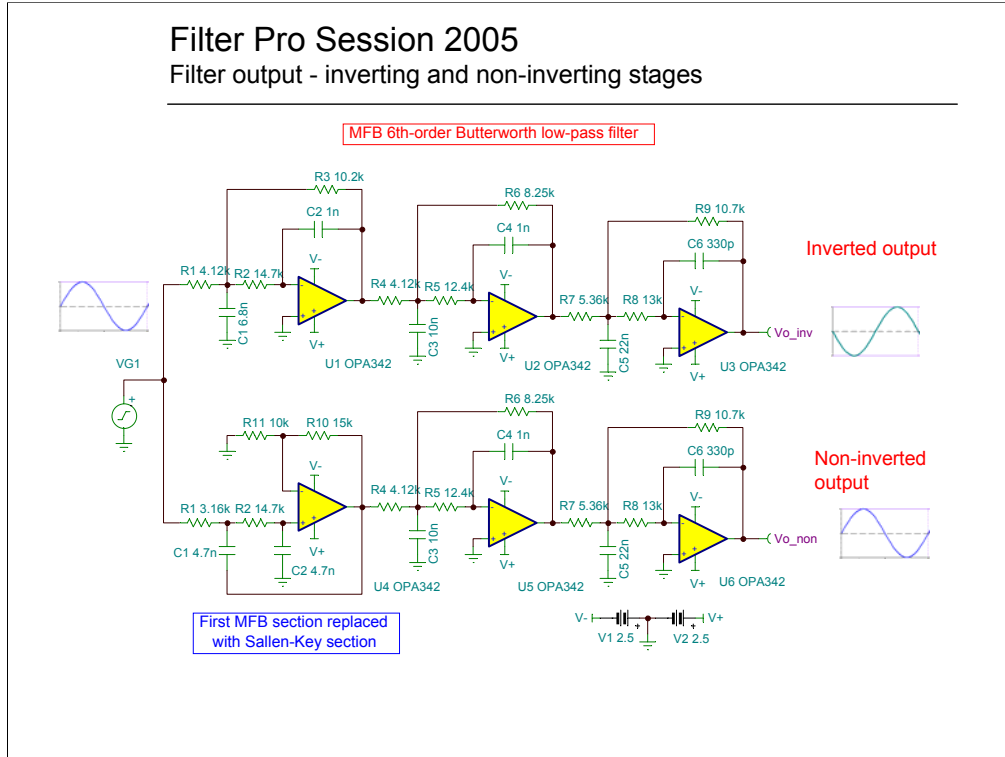 Filter Pro Session 2005
Filter output - inverting and non-inverting stages
MFB 6th-order Butterworth low-pass filter
R3 10.2k
C2 1n
R1 4.12k
R2 14.7k
C1 6.8n
V-
V+
U1 OPA342
R6 8.25k
C4 1n
R4 4.12k
R5 12.4k
C3 10n
V-
V+
U2 OPA342
R9 10.7k
C6 330p
R7 5.36k
R8 13k
C5 22n
V-
V+
U3 OPA342
Vo_inv
Inverted output
VG1
+
R11 10k
R10 15k
R1 3.16k
R2 14.7k
C1 4.7n
C2 4.7n
V-
V+
U4 OPA342
R6 8.25k
C4 1n
R4 4.12k
R5 12.4k
C3 10n
V-
V+
U5 OPA342
R9 10.7k
C6 330p
R7 5.36k
R8 13k
C5 22n
V-
V+
U6 OPA342
Vo_non
Non-inverted
output
First MFB section replaced
with Sallen-Key section
V-
V1 2.5
+
V2 2.5
+
V+